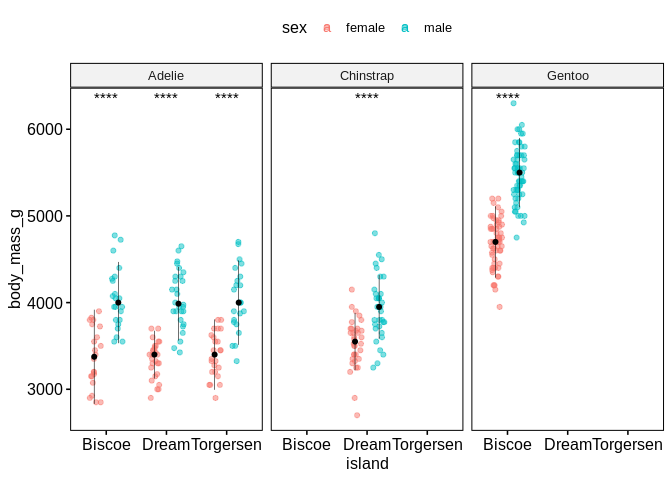 sex a female a male
Adelie Chinstrap Gentoo
**** **** **** **** ****
6000
5000
4000
3000
body_mass_g
Biscoe Dream Torgersen Biscoe Dream Torgersen Biscoe Dream Torgersen
island